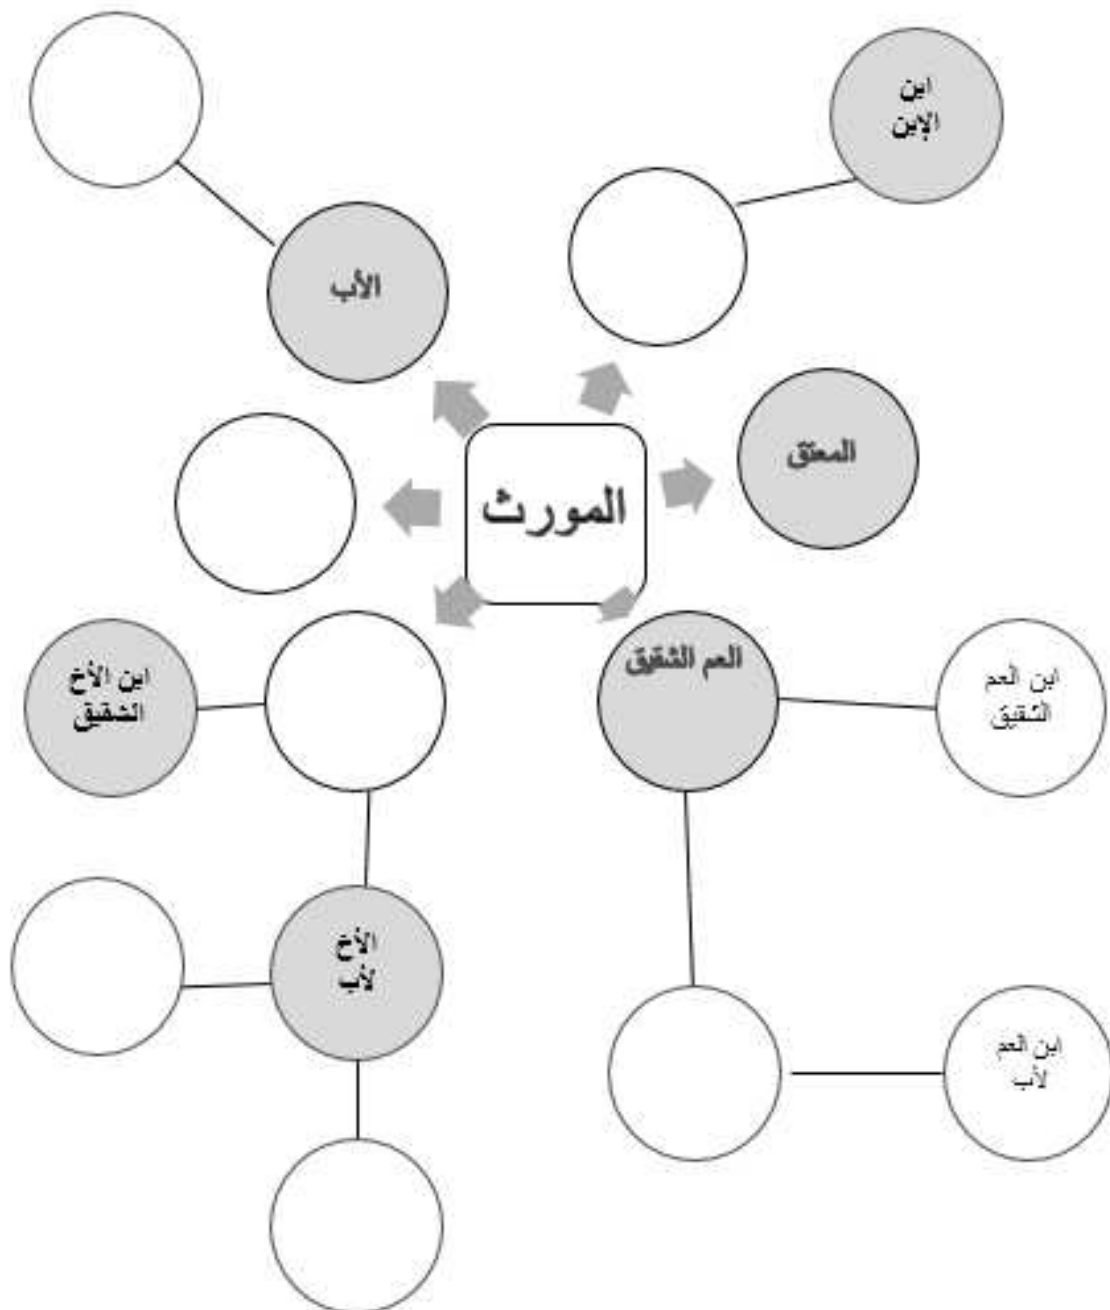 ابن
الإبن
الأب
المعتق
المورث
العم الشقيق
ابن العم
الشقيق
ابن الأخ
الشقيق
الأخ
لأب
ابن العم
لأب